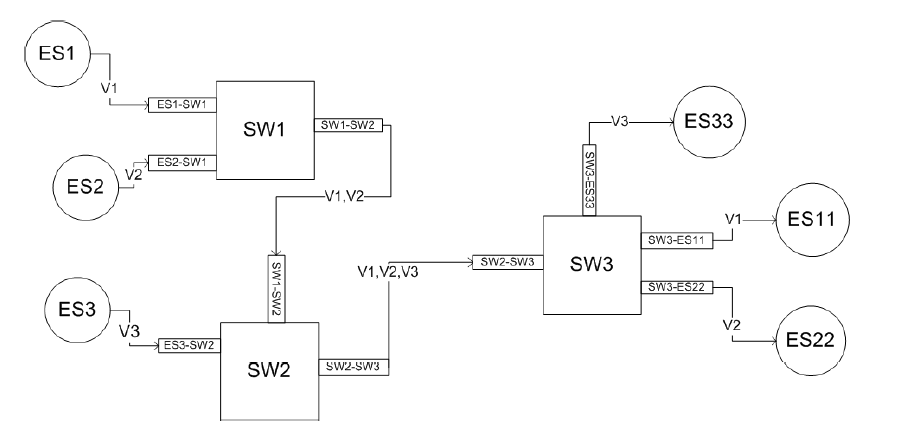 ES1
V1
ES1-SW1
SW1
SW1-SW2
ES2-SW1
ES2
V2
V1,V2
SW1-SW2
ES3
V3
ES3-SW2
SW2
SW2-SW3
V1,V2,V3
SW2-SW3
SW3
SW3-ES33
V3
ES33
SW3-ES11
V1
ES11
SW3-ES22
V2
ES22